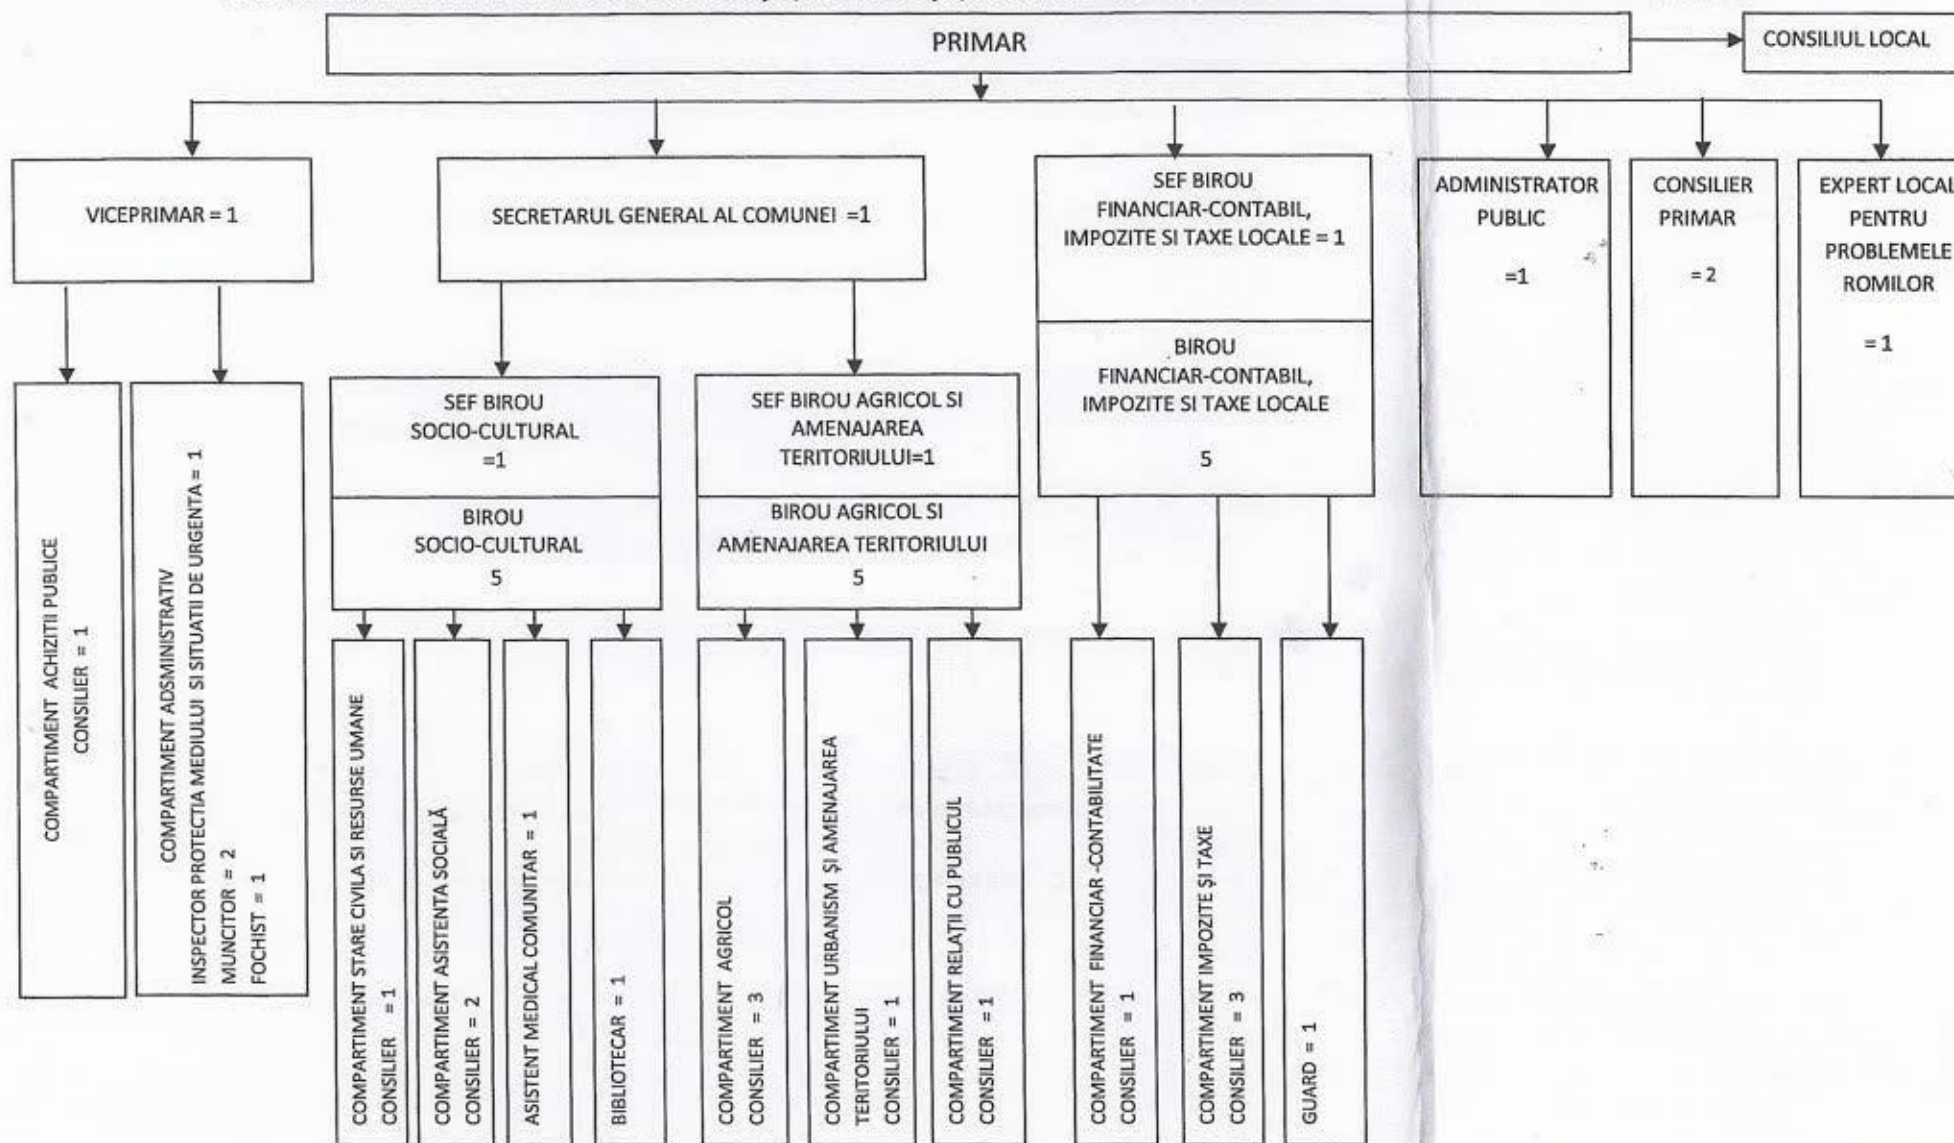 PRIMAR
CONSILIUL LOCAL
VICEPRIMAR = 1
SECRETARUL GENERAL AL COMUNEI =1
SEF BIROU
FINANCIAR-CONTABIL,
IMPOZITE SI TAXE LOCALE = 1
ADMINISTRATOR
PUBLIC
=1
CONSILIER
PRIMAR
= 2
EXPERT LOCAL
PENTRU
PROBLEMELE
ROMILOR
= 1
BIROU
FINANCIAR-CONTABIL,
IMPOZITE SI TAXE LOCALE
5
SEF BIROU
SOCIO-CULTURAL
=1
SEF BIROU AGRICOL SI
AMENAJAREA
TERITORIULUI=1
BIROU
SOCIO-CULTURAL
5
BIROU AGRICOL SI
AMENAJAREA TERITORIULUI
5
COMPARTIMENT ACHIZITII PUBLICE
CONSILIER = 1
COMPARTIMENT ADSMINISTRATIV
INSPECTOR PROTECTIA MEDIULUI SI SITUATII DE URGENTA = 1
MUNCITOR = 2
FOCHIST = 1
COMPARTIMENT STARE CIVILA SI RESURSE UMANE
CONSILIER = 1
COMPARTIMENT ASISTENTA SOCIALĂ
CONSILIER = 2
ASISTENT MEDICAL COMUNITAR = 1
BIBLIOTECAR = 1
COMPARTIMENT AGRICOL
CONSILIER = 3
COMPARTIMENT URBANISM ȘI AMENAJAREA
TERITORIULUI
CONSILIER = 1
COMPARTIMENT RELAȚII CU PUBLICUL
CONSILIER = 1
COMPARTIMENT FINANCIAR -CONTABILITATE
CONSILIER = 1
COMPARTIMENT IMPOZITE ȘI TAXE
CONSILIER = 3
GUARD = 1